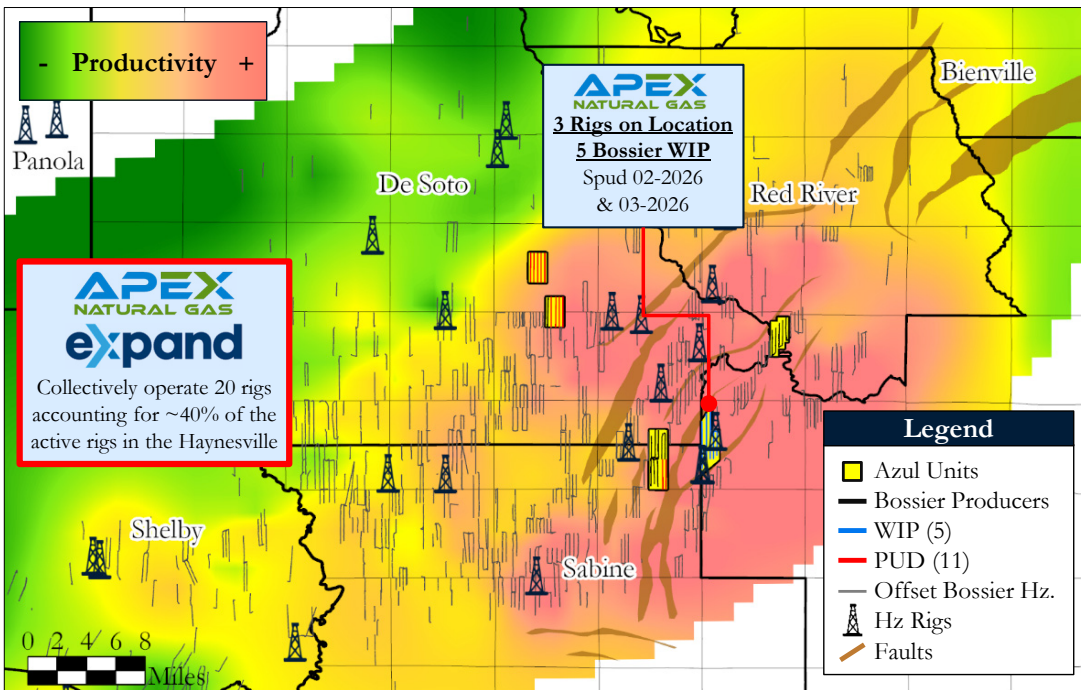 - Productivity +
Bienville
APEX
NATURAL GAS
3 Rigs on Location
5 Bossier WIP
Spud 02-2026
& 03-2026
Panola
De Soto
Red River
APEX
NATURAL GAS
expand
Collectively operate 20 rigs
accounting for ~40% of the
active rigs in the Haynesville
Shelby
Sabine
Legend
Azul Units
Bossier Producers
WIP (5)
PUD (11)
Offset Bossier Hz.
Hz Rigs
Faults
0 2 4 6 8
Miles